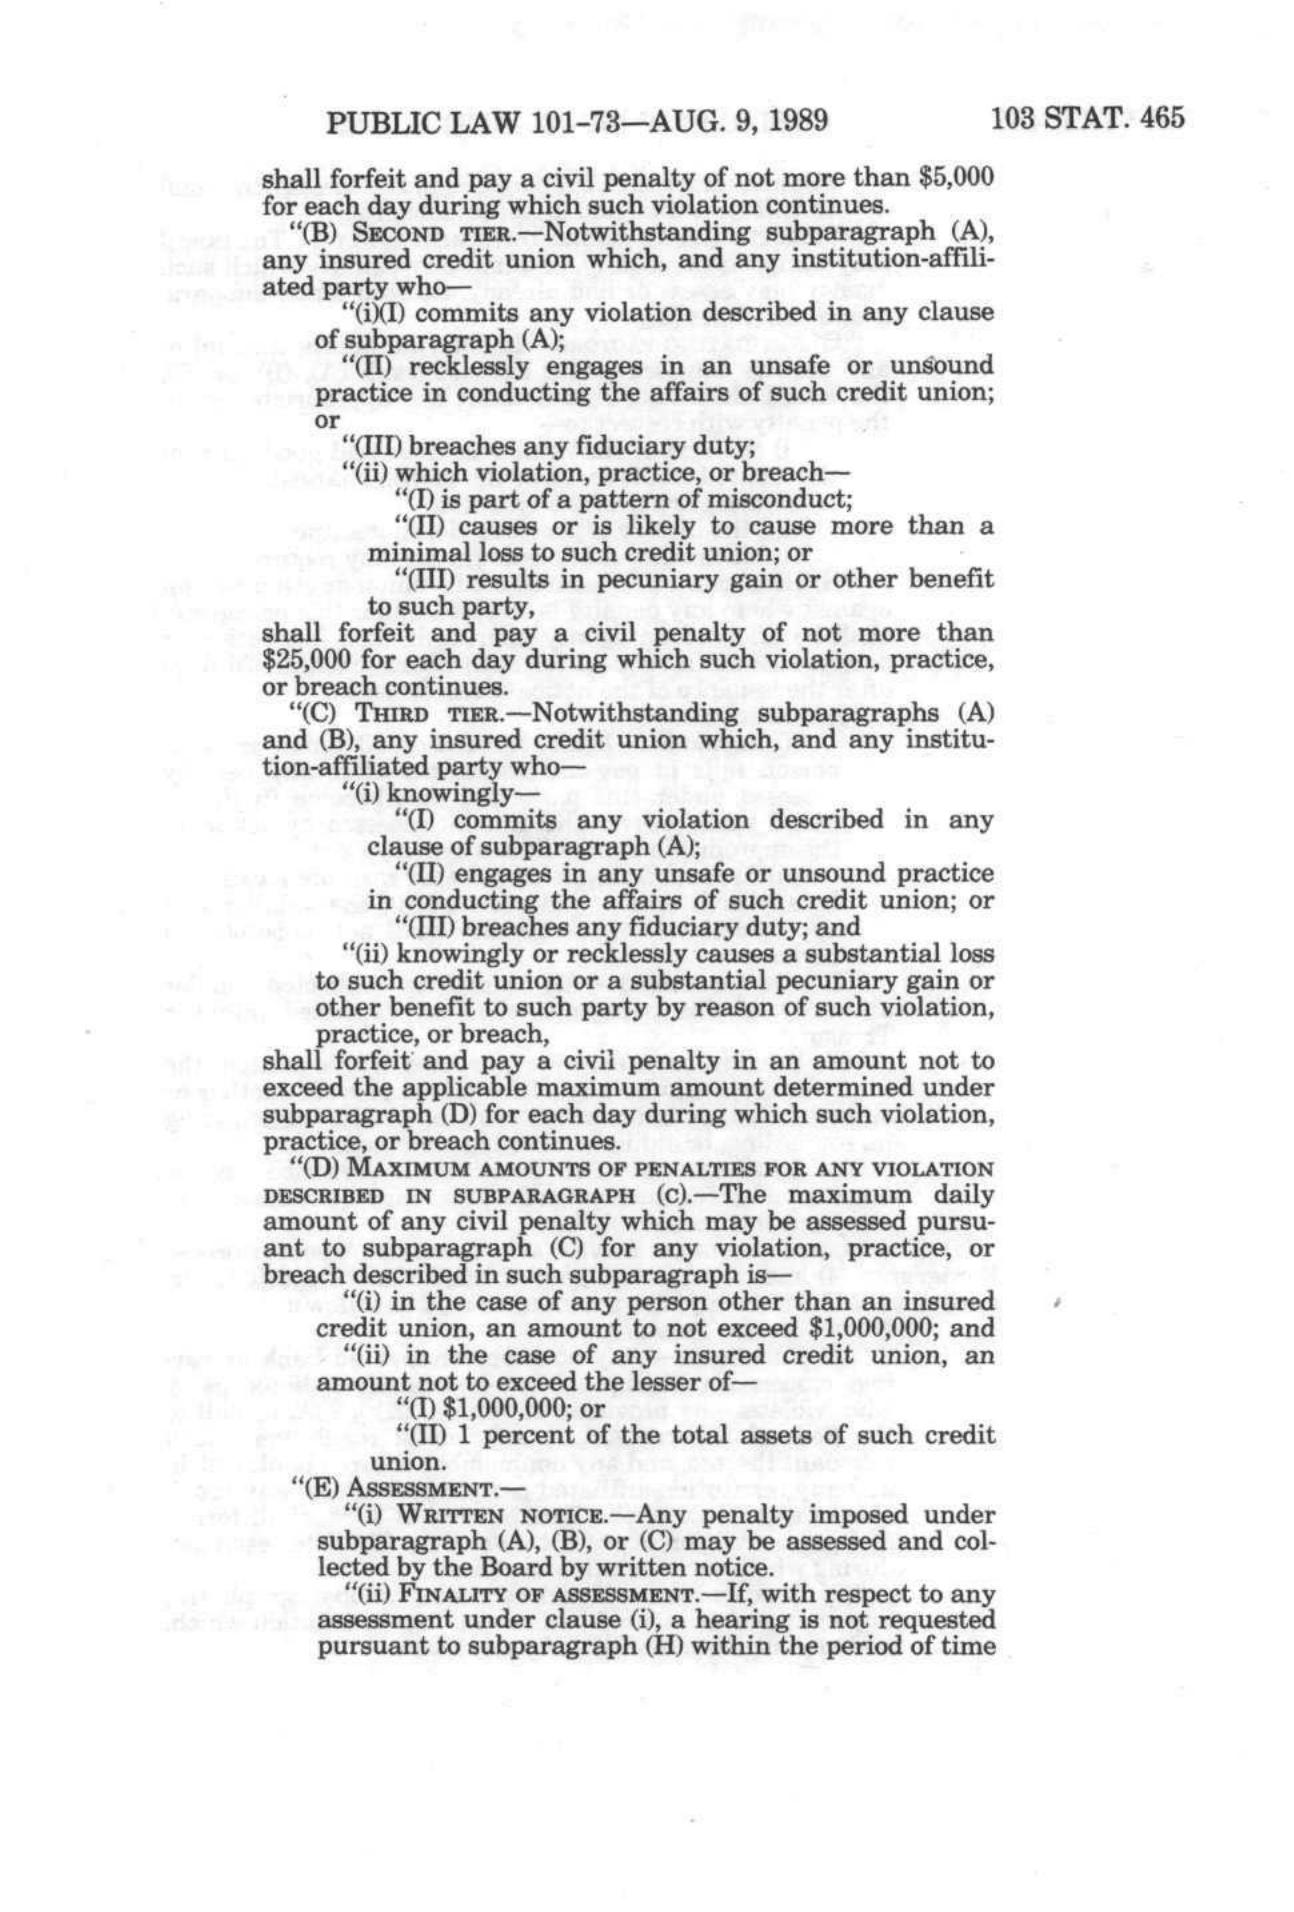 PUBLIC LAW 101-73—AUG. 9, 1989 103 STAT. 465
shall forfeit and pay a civil penalty of not more than $5,000
for each day during which such violation continues.
“(B) SECOND TIER.—Notwithstanding subparagraph (A),
any insured credit union which, and any institution-affili-
ated party who—
“(i)(I) commits any violation described in any clause
of subparagraph (A);
“(II) recklessly engages in an unsafe or unsound
practice in conducting the affairs of such credit union;
or
“(III) breaches any fiduciary duty;
“(ii) which violation, practice, or breach—
“(I) is part of a pattern of misconduct;
“(II) causes or is likely to cause more than a
minimal loss to such credit union; or
“(III) results in pecuniary gain or other benefit
to such party,
shall forfeit and pay a civil penalty of not more than
$25,000 for each day during which such violation, practice,
or breach continues.
“(C) THIRD TIER.—Notwithstanding subparagraphs (A)
and (B), any insured credit union which, and any institu-
tion-affiliated party who—
“(i) knowingly—
“(I) commits any violation described in any
clause of subparagraph (A);
“(II) engages in any unsafe or unsound practice
in conducting the affairs of such credit union; or
“(III) breaches any fiduciary duty; and
“(ii) knowingly or recklessly causes a substantial loss
to such credit union or a substantial pecuniary gain or
other benefit to such party by reason of such violation,
practice, or breach,
shall forfeit and pay a civil penalty in an amount not to
exceed the applicable maximum amount determined under
subparagraph (D) for each day during which such violation,
practice, or breach continues.
“(D) MAXIMUM AMOUNTS OF PENALTIES FOR ANY VIOLATION
DESCRIBED IN SUBPARAGRAPH (C).—The maximum daily
amount of any civil penalty which may be assessed pursu-
ant to subparagraph (C) for any violation, practice, or
breach described in such subparagraph is—
“(i) in the case of any person other than an insured
credit union, an amount to not exceed $1,000,000; and
“(ii) in the case of any insured credit union, an
amount not to exceed the lesser of—
“(I) $1,000,000; or
“(II) 1 percent of the total assets of such credit
union.
“(E) ASSESSMENT.—
“(i) WRITTEN NOTICE.—Any penalty imposed under
subparagraph (A), (B), or (C) may be assessed and col-
lected by the Board by written notice.
“(ii) FINALITY OF ASSESSMENT.—If, with respect to any
assessment under clause (i), a hearing is not requested
pursuant to subparagraph (H) within the period of time